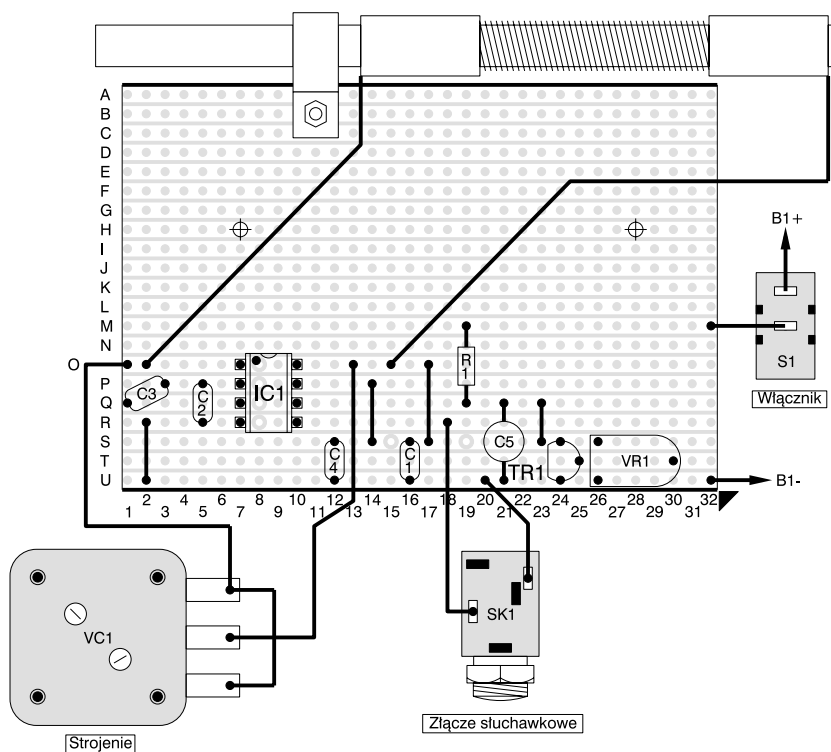 A
B
C
D
E
F
G
H
I
J
K
L
M
N
O
P
Q
R
S
T
U
B1+
S1
Włącznik
R1
C3
C2
IC1
C4
C1
C5
TR1
VR1
B1-
2 4 6 8 10 12 14 16 18 20 22 24 26 28 30 32
1 3 5 7 9 11 13 15 17 19 21 23 25 27 29 31
VC1
SK1
Złącze słuchawkowe
Strojenie